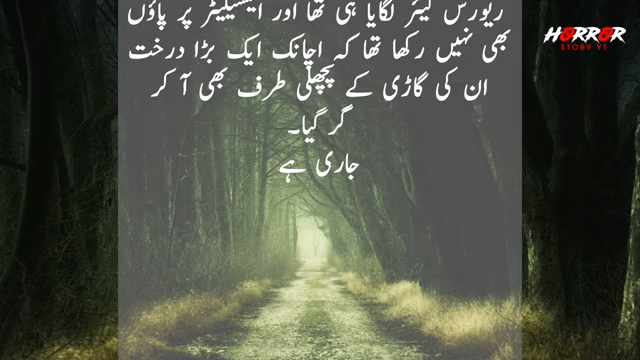 ریورس گیئر لگایا ہی تھا اور ایکسیلیٹر پر پاؤں
بھی نہیں رکھا تھا کہ اچانک ایک بڑا درخت
ان کی گاڑی کے پچھلی طرف بھی آ کر
گر گیا۔
جاری ہے
HORROR
STORY YT